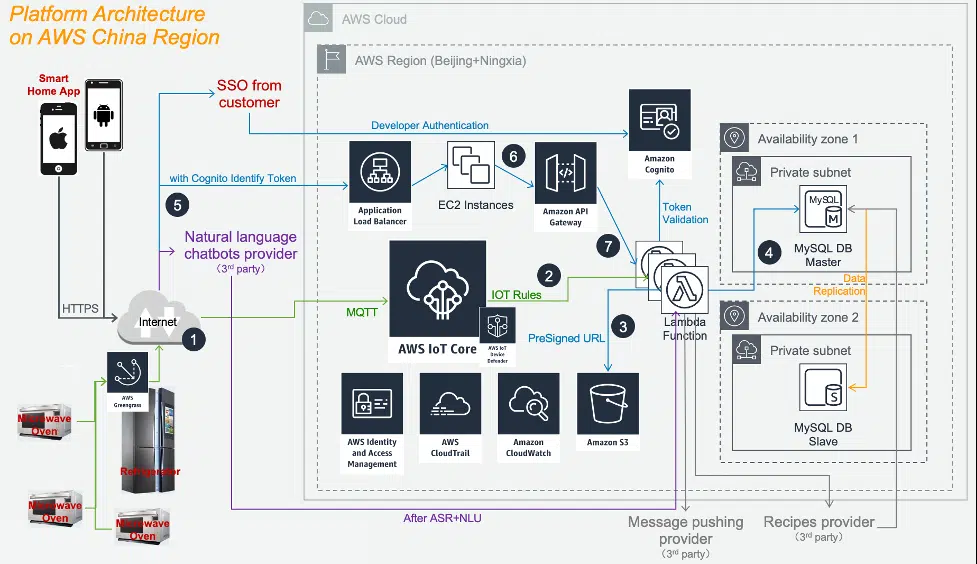 Platform Architecture
on AWS China Region
AWS Cloud
AWS Region (Beijing+Ningxia)
Smart
Home App
SSO from
customer
Developer Authentication
Amazon
Cognito
Availability zone 1
Private subnet
MySQL
M
MySQL DB
Master
with Cognito Identify Token
5
Application
Load Balancer
EC2 Instances
6
Amazon API
Gateway
Token
Validation
7
4
Natural language
chatbots provider
(3rd party)
HTTPS
Internet
1
MQTT
AWS IoT Core
IOT Rules
2
AWS IoT
Device
Defender
PreSigned URL
3
Lambda
Function
Data
Replication
Availability zone 2
Private subnet
S
MySQL DB
Slave
AWS
Greengrass
Microwave
Oven
Refrigerator
Microwave
Oven
Microwave
Oven
AWS Identity
and Access
Management
AWS
CloudTrail
Amazon
CloudWatch
Amazon S3
After ASR+NLU
Message pushing
provider
(3rd party)
Recipes provider
(3rd party)